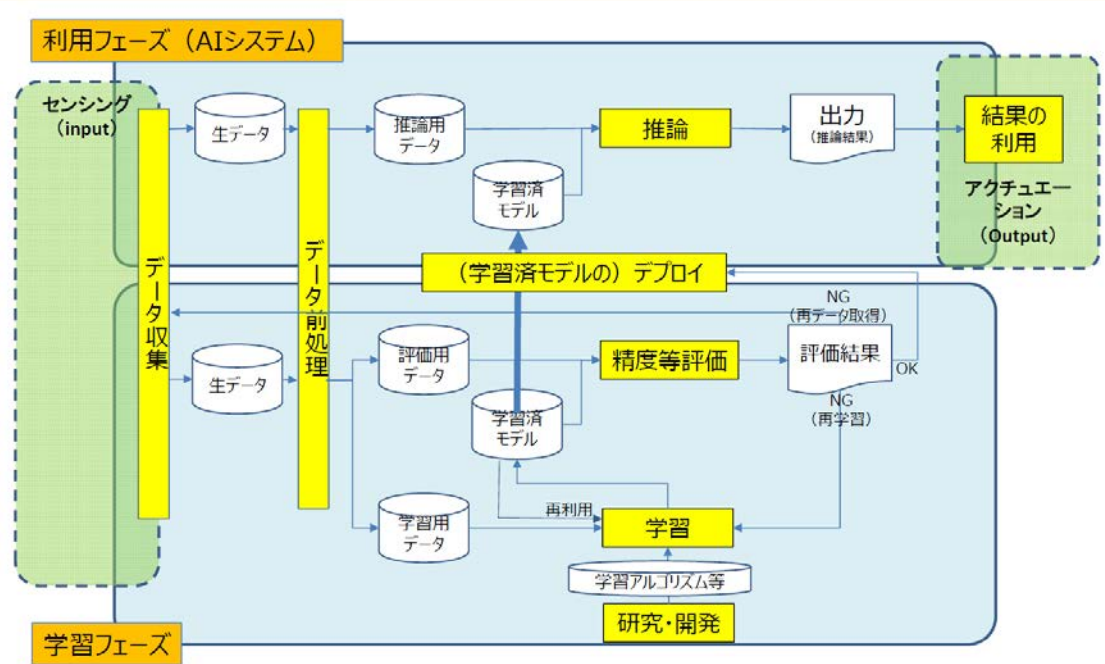 利用フェーズ（AIシステム）
センシング
（input）
生データ
推論用
データ
推論
出力
（推論結果）
結果の
利用
学習済
モデル
アクチュエー
ション
（Output）
データ収集
データ前処理
（学習済モデルの）デプロイ
NG
（再データ取得）
生データ
評価用
データ
精度等評価
評価結果
OK
学習済
モデル
NG
（再学習）
再利用
学習用
データ
学習
学習アルゴリズム等
研究・開発
学習フェーズ